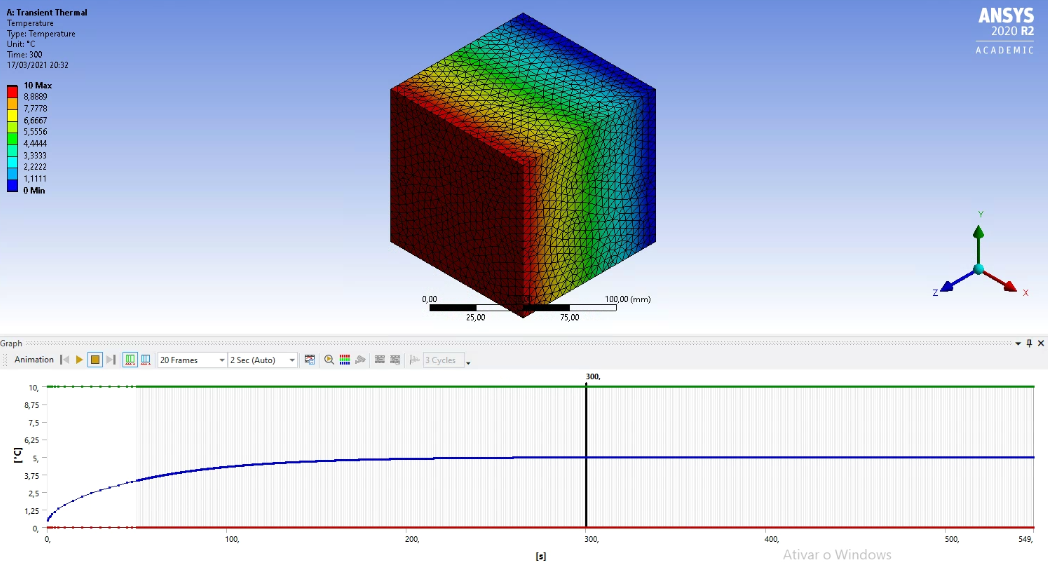 A: Transient Thermal
Temperature
Type: Temperature
Unit: °C
Time: 300
17/03/2021 20:32
10 Max
8,8889
7,7778
6,6667
5,5556
4,4444
3,3333
2,2222
1,1111
0 Min
ANSYS
2020 R2
ACADEMIC
Y
Z
X
0,00
100,00 (mm)
25,00
75,00
Graph
Animation
20 Frames
2 Sec (Auto)
3 Cycles
300,
10,
8,75
7,5
6,25
5,
3,75
2,5
1,25
0,
[°C]
0,
100,
200,
300,
400,
500,
549,
[s]
Ativar o Windows